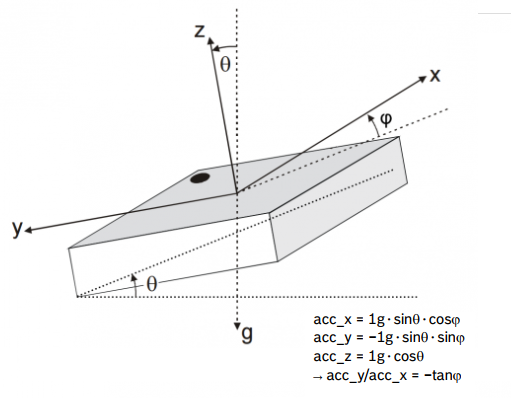 z
θ
x
φ
y
θ
g
acc_x = 1g·sinθ·cosφ
acc_y = −1g·sinθ·sinφ
acc_z = 1g·cosθ
→ acc_y/acc_x = −tanφ